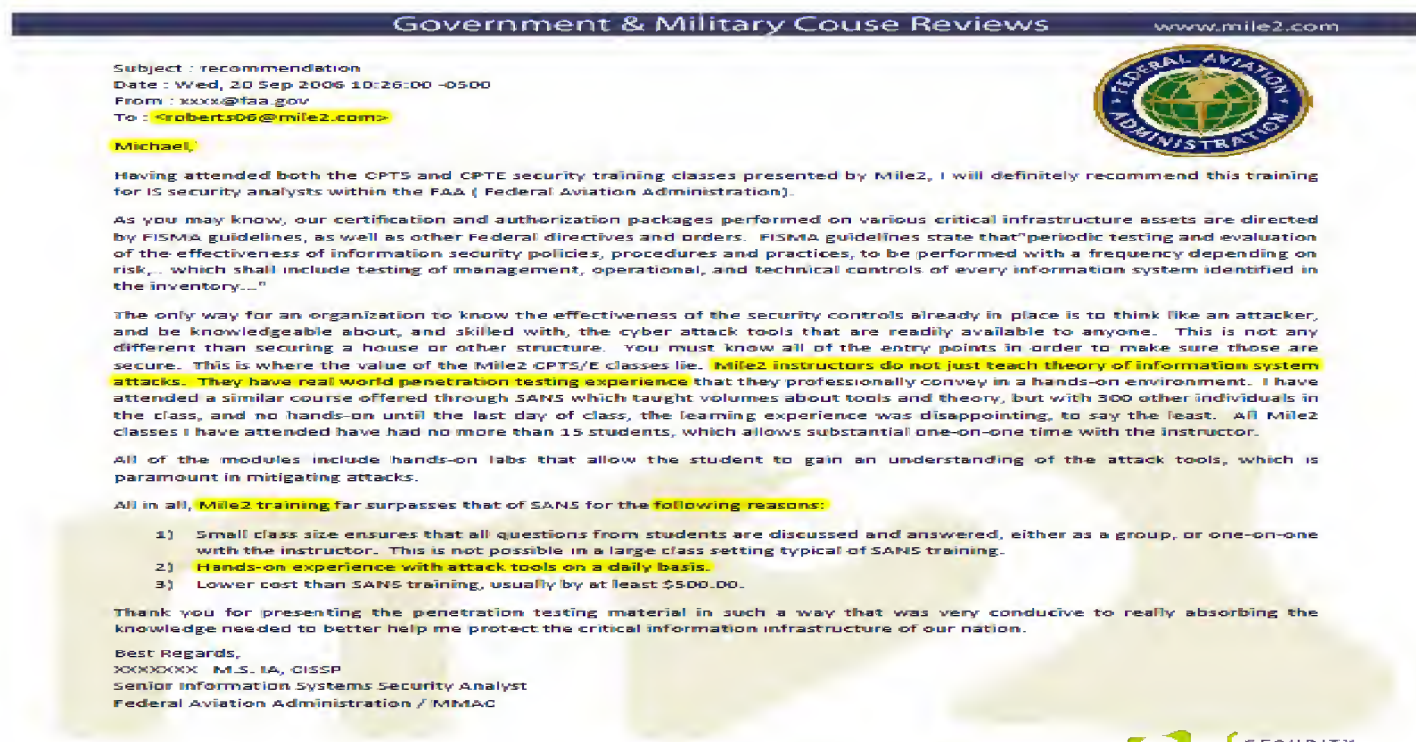 Government & Military Couse Reviews www.mile2.com
FEDERAL AVIATION ADMINISTRATION
Subject : recommendation
Date : Wed, 20 Sep 2006 10:26:00 -0500
From : xxxx@faa.gov
To : <roberts06@mile2.com>
Michael,
Having attended both the CPTS and CPTE security training classes presented by Mile2, I will definitely recommend this training
for IS security analysts within the FAA ( Federal Aviation Administration).
As you may know, our certification and authorization packages performed on various critical infrastructure assets are directed
by FISMA guidelines, as well as other Federal directives and orders. FISMA guidelines state that"periodic testing and evaluation
of the effectiveness of information security policies, procedures and practices, to be performed with a frequency depending on
risk,.. which shall include testing of management, operational, and technical controls of every information system identified in
the inventory..."
The only way for an organization to know the effectiveness of the security controls already in place is to think like an attacker,
and be knowledgeable about, and skilled with, the cyber attack tools that are readily available to anyone. This is not any
different than securing a house or other structure. You must know all of the entry points in order to make sure those are
secure. This is where the value of the Mile2 CPTS/E classes lie. Mile2 instructors do not just teach theory of information system
attacks. They have real world penetration testing experience that they professionally convey in a hands-on environment. I have
attended a similar course offered through SANS which taught volumes about tools and theory, but with 300 other individuals in
the class, and no hands-on until the last day of class, the learning experience was disappointing, to say the least. All Mile2
classes I have attended have had no more than 15 students, which allows substantial one-on-one time with the instructor.
All of the modules include hands-on labs that allow the student to gain an understanding of the attack tools, which is
paramount in mitigating attacks.
All in all, Mile2 training far surpasses that of SANS for the following reasons:
1) Small class size ensures that all questions from students are discussed and answered, either as a group, or one-on-one
with the instructor. This is not possible in a large class setting typical of SANS training.
2) Hands-on experience with attack tools on a daily basis.
3) Lower cost than SANS training, usually by at least $500.00.
Thank you for presenting the penetration testing material in such a way that was very conducive to really absorbing the
knowledge needed to better help me protect the critical information infrastructure of our nation.
Best Regards,
XXXXXXX M.S. IA, CISSP
Senior Information Systems Security Analyst
Federal Aviation Administration / MMAC